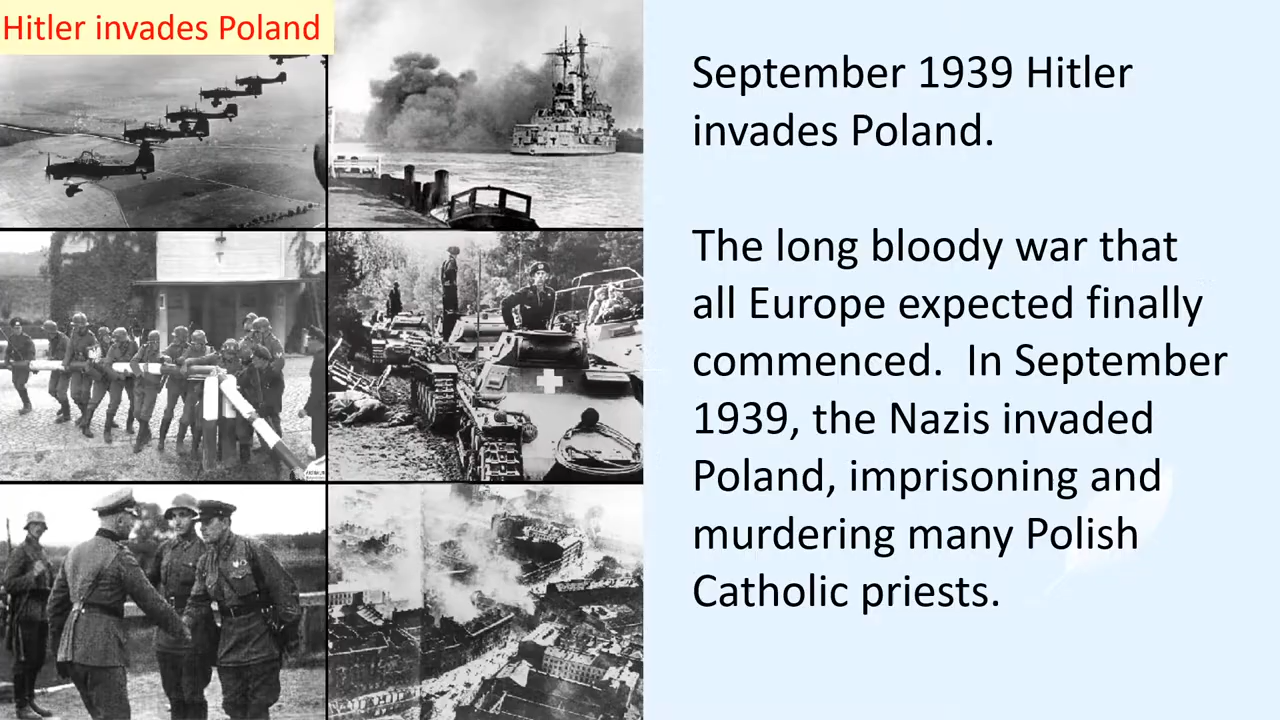 Hitler invades Poland
September 1939 Hitler
invades Poland.
The long bloody war that
all Europe expected finally
commenced.  In September
1939, the Nazis invaded
Poland, imprisoning and
murdering many Polish
Catholic priests.